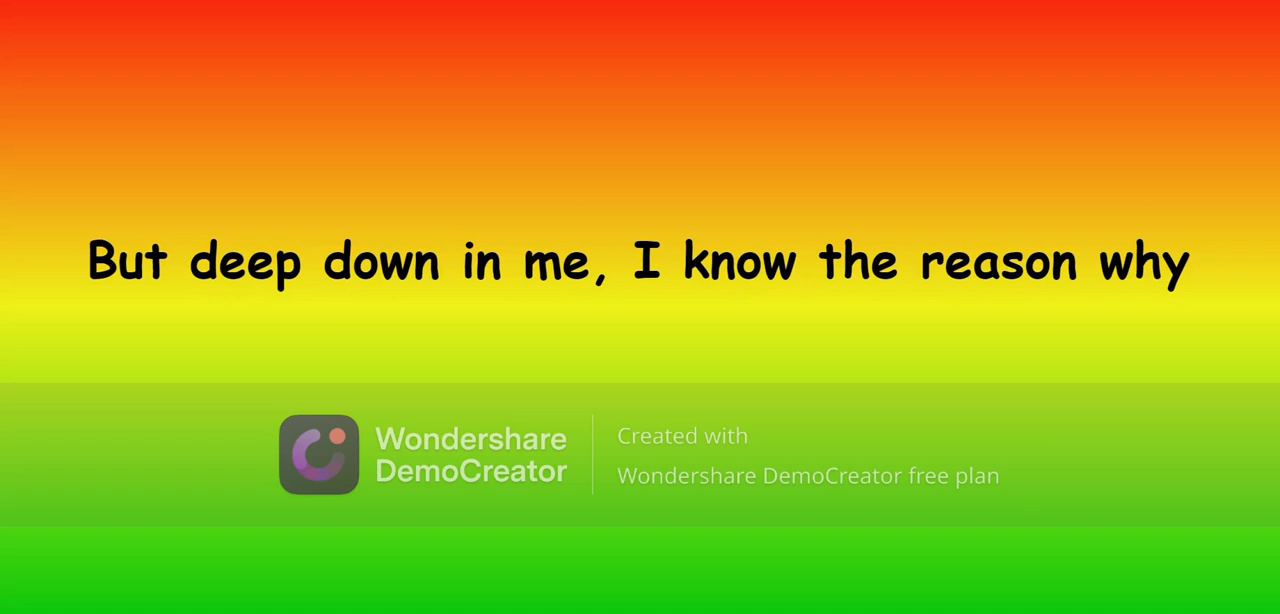 But deep down in me, I know the reason why
Wondershare
DemoCreator
Created with
Wondershare DemoCreator free plan